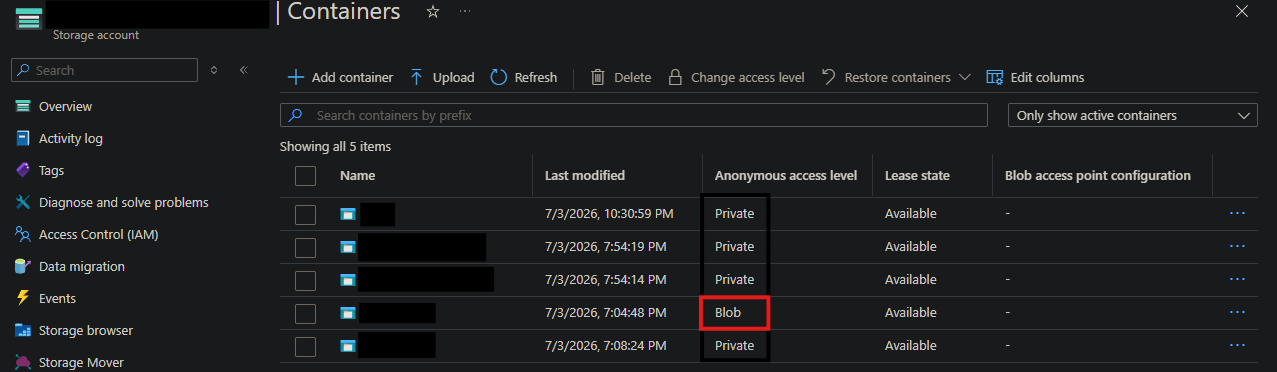 | Containers
Storage account
Search
Add container Upload Refresh Delete Change access level Restore containers Edit columns
Overview
Search containers by prefix Only show active containers
Activity log
Showing all 5 items
Tags
Name Last modified Anonymous access level Lease state Blob access point configuration
Diagnose and solve problems
7/3/2026, 10:30:59 PM Private Available -
Access Control (IAM)
7/3/2026, 7:54:19 PM Private Available -
Data migration
7/3/2026, 7:54:14 PM Private Available -
Events
7/3/2026, 7:04:48 PM Blob Available -
Storage browser
7/3/2026, 7:08:24 PM Private Available -
Storage Mover